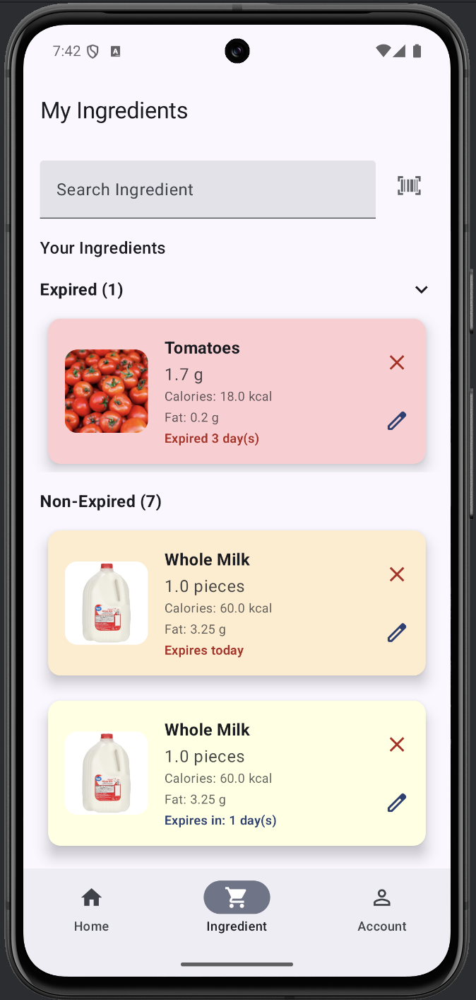 7:42
A
My Ingredients
Search Ingredient
Your Ingredients
Expired (1)
Tomatoes
1.7 g
Calories: 18.0 kcal
Fat: 0.2 g
Expired 3 day(s)
Non-Expired (7)
Whole Milk
1.0 pieces
Calories: 60.0 kcal
Fat: 3.25 g
Expires today
Whole Milk
1.0 pieces
Calories: 60.0 kcal
Fat: 3.25 g
Expires in: 1 day(s)
Home
Ingredient
Account